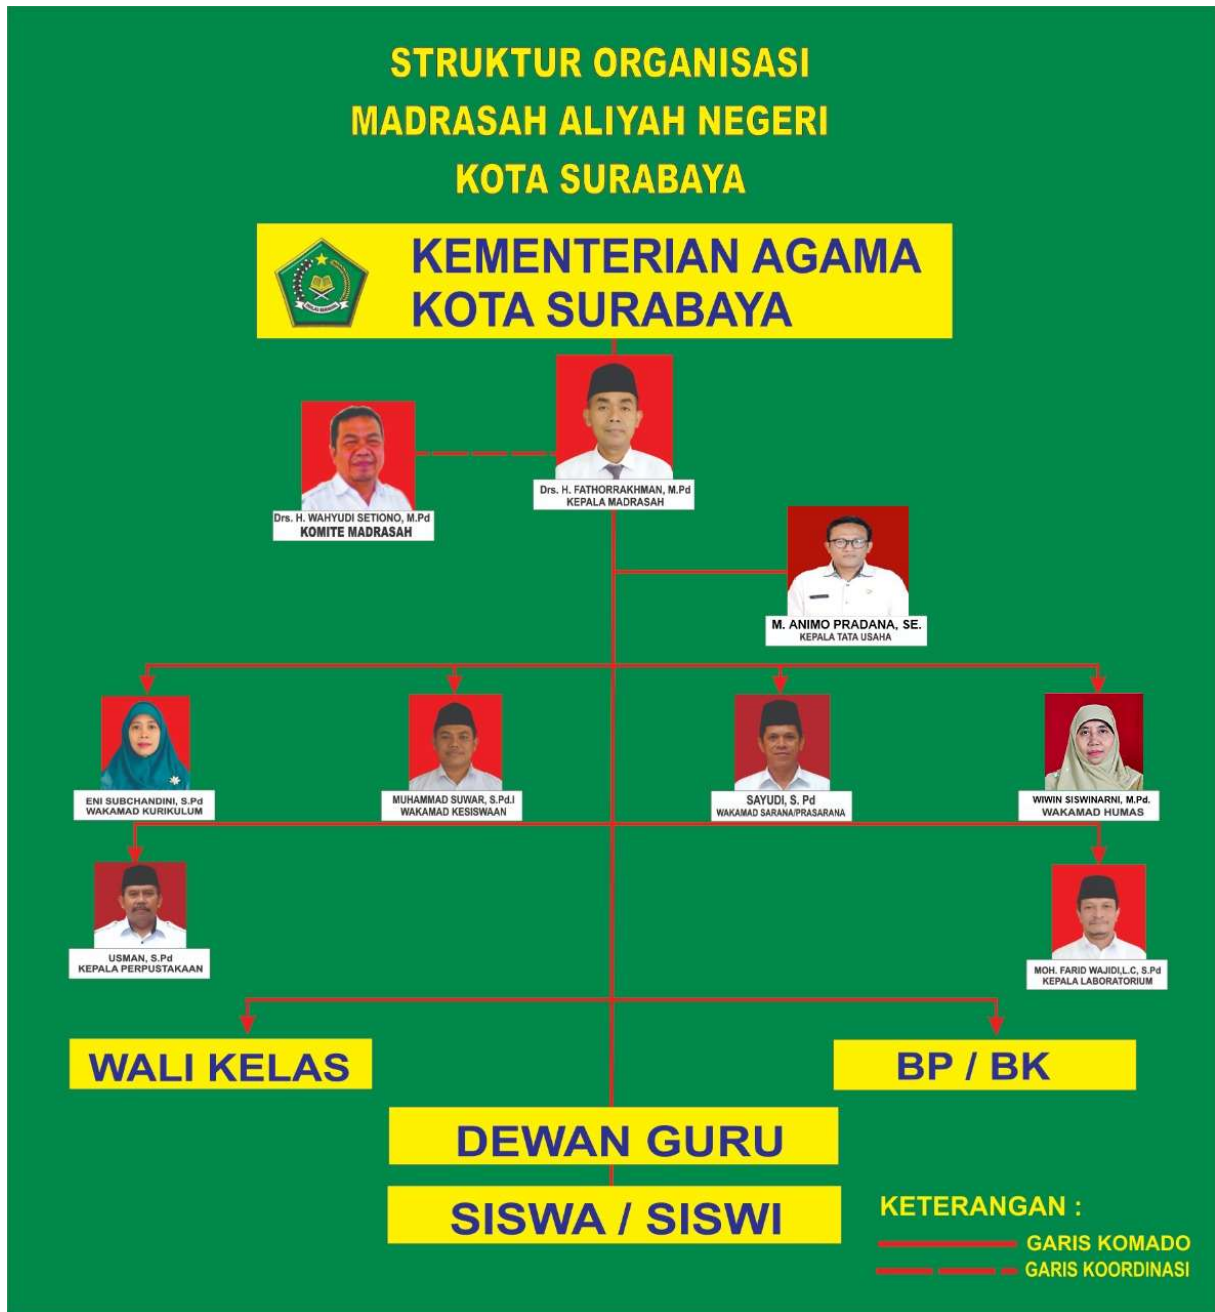 STRUKTUR ORGANISASI
MADRASAH ALIYAH NEGERI
KOTA SURABAYA
KEMENTERIAN AGAMA
KOTA SURABAYA
Drs. H. FATHORRAKHMAN, M.Pd
KEPALA MADRASAH
Drs. H. WAHYUDI SETIONO, M.Pd
KOMITE MADRASAH
M. ANIMO PRADANA, SE.
KEPALA TATA USAHA
ENI SUBCHANDINI, S.Pd
WAKAMAD KURIKULUM
MUHAMMAD SUWAR, S.Pd.I
WAKAMAD KESISWAAN
SAYUDI, S. Pd
WAKAMAD SARANA/PRASARANA
WIWIN SISWINARNI, M.Pd.
WAKAMAD HUMAS
USMAN, S.Pd
KEPALA PERPUSTAKAAN
MOH. FARID WAJIDI,L.C, S.Pd
KEPALA LABORATORIUM
WALI KELAS
BP / BK
DEWAN GURU
SISWA / SISWI
KETERANGAN :
GARIS KOMADO
GARIS KOORDINASI